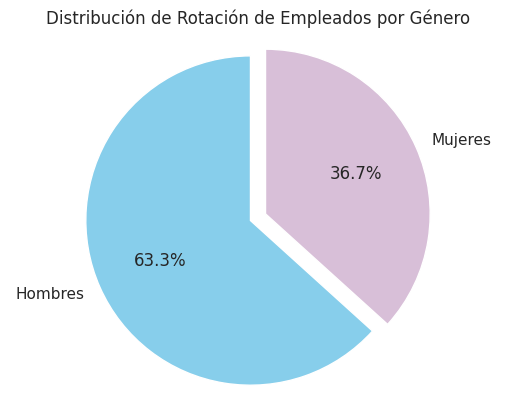 Distribución de Rotación de Empleados por Género
Mujeres
36.7%
63.3%
Hombres